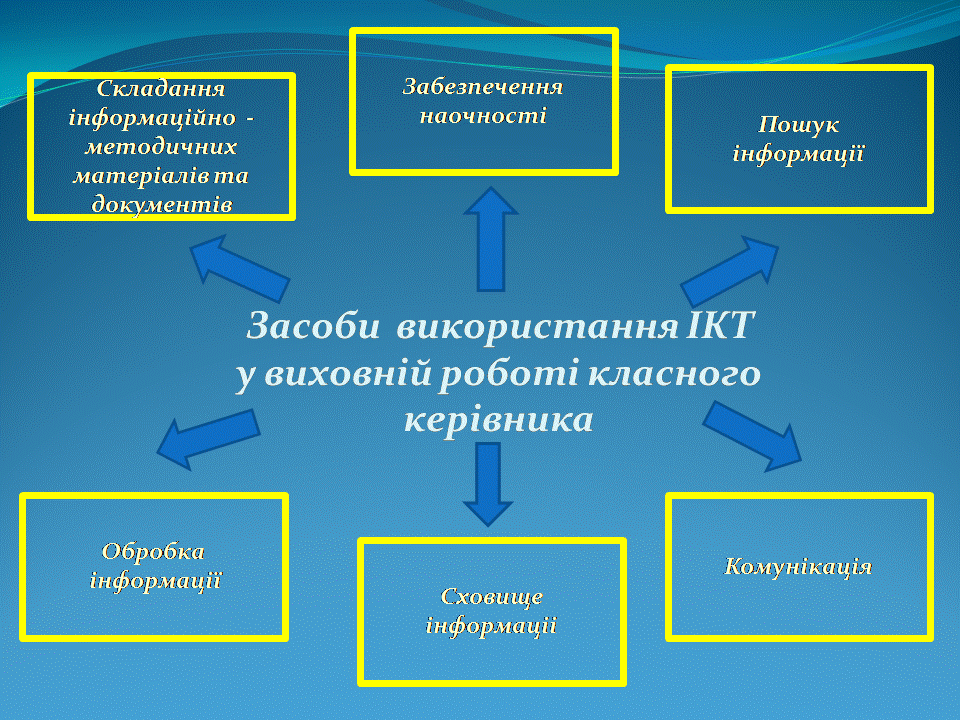 Складання
інформаційно -
методичних
матеріалів та
документів
Забезпечення
наочності
Пошук
інформації
Засоби використання ІКТ
у виховній роботі класного
керівника
Обробка
інформації
Сховище
інформаціі
Комунікація